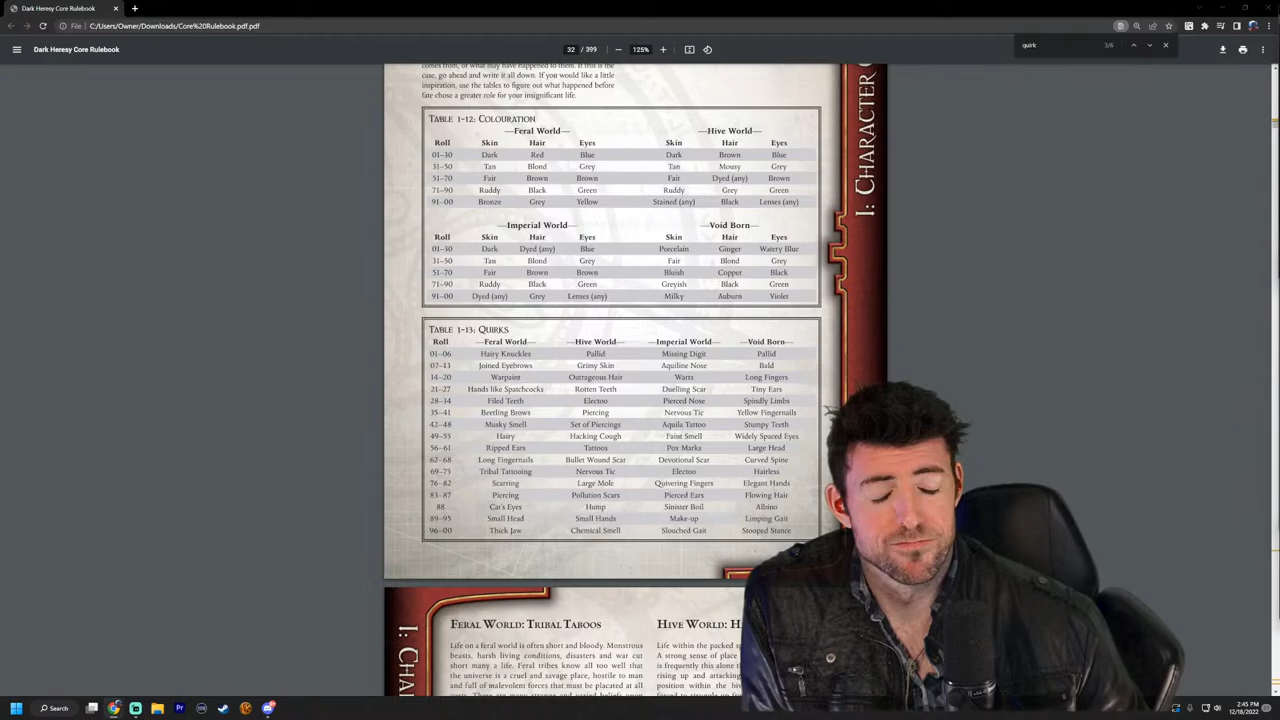 Dark Heresy Core Rulebook
File
C:/Users/Owner/Downloads/Core%20Rulebook.pdf.pdf
Dark Heresy Core Rulebook
32 / 399
125%
quirk
3/6
comes from, or what may have happened to them. If this is the
case, go ahead and write it all down. If you would like a little
inspiration, use the tables to figure out what happened before
fate chose a greater role for your insignificant life.
TABLE 1-12: COLOURATION
—Feral World— —Hive World—
Roll Skin Hair Eyes Skin Hair Eyes
01–30 Dark Red Blue Dark Brown Blue
31–50 Tan Blond Grey Tan Mousy Grey
51–70 Fair Brown Brown Fair Dyed (any) Brown
71–90 Ruddy Black Green Ruddy Grey Green
91–00 Bronze Grey Yellow Stained (any) Black Lenses (any)
—Imperial World— —Void Born—
Roll Skin Hair Eyes Skin Hair Eyes
01–30 Dark Dyed (any) Blue Porcelain Ginger Watery Blue
31–50 Tan Blond Grey Fair Blond Grey
51–70 Fair Brown Brown Bluish Copper Black
71–90 Ruddy Black Green Greyish Black Green
91–00 Dyed (any) Grey Lenses (any) Milky Auburn Violet
TABLE 1-13: QUIRKS
Roll —Feral World— —Hive World— —Imperial World— —Void Born—
01–06 Hairy Knuckles Pallid Missing Digit Pallid
07–13 Joined Eyebrows Grimy Skin Aquiline Nose Bald
14–20 Warpaint Outrageous Hair Warts Long Fingers
21–27 Hands like Spatchcocks Rotten Teeth Duelling Scar Tiny Ears
28–34 Filed Teeth Electoo Pierced Nose Spindly Limbs
35–41 Beetling Brows Piercing Nervous Tic Yellow Fingernails
42–48 Musky Smell Set of Piercings Aquila Tattoo Stumpy Teeth
49–55 Hairy Hacking Cough Faint Smell Widely Spaced Eyes
56–61 Ripped Ears Tattoos Pox Marks Large Head
62–68 Long Fingernails Bullet Wound Scar Devotional Scar Curved Spine
69–75 Tribal Tattooing Nervous Tic Electoo Hairless
76–82 Scarring Large Mole Quivering Fingers Elegant Hands
83–87 Piercing Pollution Scars Pierced Ears Flowing Hair
88 Cat's Eyes Hump Sinister Boil Albino
89–95 Small Head Small Hands Make-up Limping Gait
96–00 Thick Jaw Chemical Smell Slouched Gait Stooped Stance
I: CHARACTER
I: CHA
FERAL WORLD: TRIBAL TABOOS
Life on a feral world is often short and bloody. Monstrous
beasts, harsh living conditions, disasters and war cut
short many a life. Feral tribes know all too well that
the universe is a cruel and savage place, hostile to man
and full of malevolent forces that must be placated at all
HIVE WORLD: H
Life within the packed s
A strong sense of place
is frequently this alone t
rising up and attacking
position within the hiv
Search
2:45 PM
12/18/2022